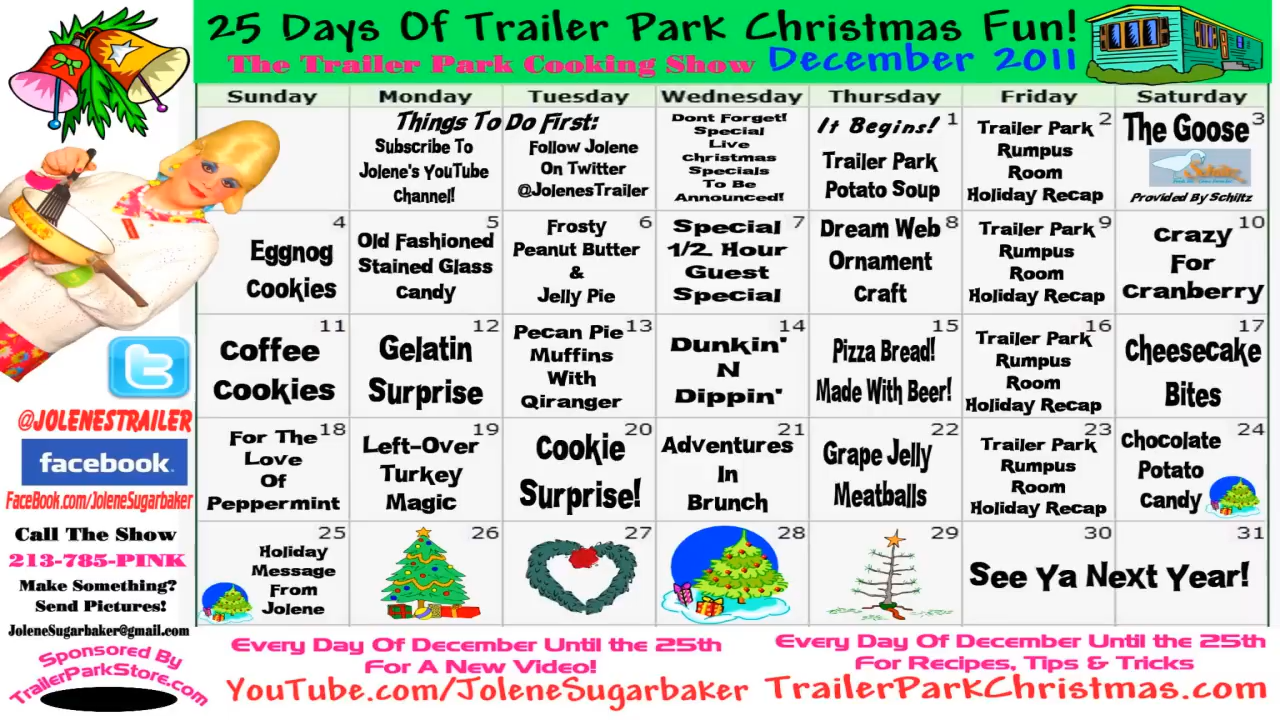 25 Days Of Trailer Park Christmas Fun!
The Trailer Park Cooking Show December 2011
Sunday Monday Tuesday Wednesday Thursday Friday Saturday
Things To Do First:
Subscribe To
Jolene's YouTube
Channel!
Follow Jolene
On Twitter
@JolenesTrailer
Dont Forget!
Special
Live
Christmas
Specials
To Be
Announced!
It Begins! 1
Trailer Park
Potato Soup
Trailer Park 2
Rumpus
Room
Holiday Recap
The Goose 3
Schiltz
Provided By Schiltz
4
Eggnog
Cookies
5
Old Fashioned
Stained Glass
Candy
Frosty 6
Peanut Butter
&
Jelly Pie
Special 7
1/2 Hour
Guest
Special
Dream Web 8
Ornament
Craft
Trailer Park 9
Rumpus
Room
Holiday Recap
10
Crazy
For
Cranberry
11
Coffee
Cookies
12
Gelatin
Surprise
Pecan Pie 13
Muffins
With
Qiranger
14
Dunkin'
N
Dippin'
15
Pizza Bread!
Made With Beer!
16
Trailer Park
Rumpus
Room
Holiday Recap
17
Cheesecake
Bites
For The 18
Love
Of
Peppermint
19
Left-Over
Turkey
Magic
20
Cookie
Surprise!
21
Adventures
In
Brunch
22
Grape Jelly
Meatballs
23
Trailer Park
Rumpus
Room
Holiday Recap
Chocolate 24
Potato
Candy
25
Holiday
Message
From
Jolene
26
27
28
29
30 31
See Ya Next Year!
t
@JOLENESTRAILER
facebook.
FaceBook.com/JoleneSugarbaker
Call The Show
213-785-PINK
Make Something?
Send Pictures!
JoleneSugarbaker@gmail.com
Sponsored By
TrailerParkStore.com
Every Day Of December Until the 25th
For A New Video!
YouTube.com/JoleneSugarbaker
Every Day Of December Until the 25th
For Recipes, Tips & Tricks
TrailerParkChristmas.com